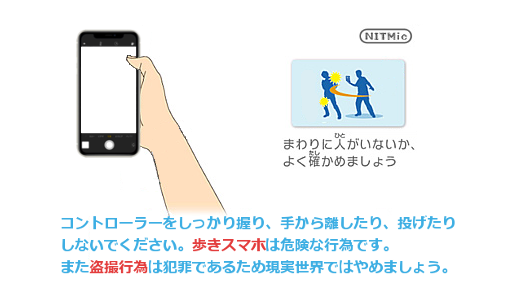 NITMic
まわりに人がいないか、
よく確かめましょう
コントローラーをしっかり握り、手から離したり、投げたり
しないでください。歩きスマホは危険な行為です。
また盗撮行為は犯罪であるため現実世界ではやめましょう。